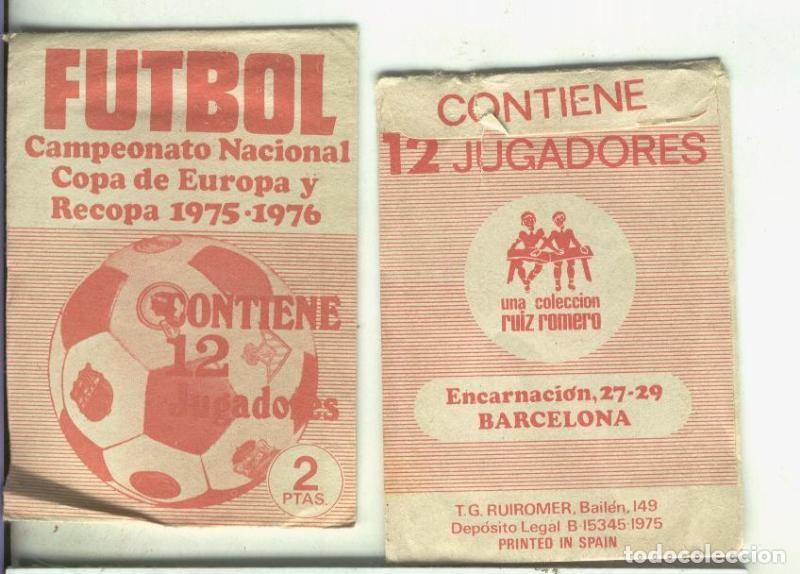 FUTBOL
Campeonato Nacional
Copa de Europa y
Recopa 1975·1976
CONTIENE
12
Jugadores
2
PTAS.
CONTIENE
12 JUGADORES
una coleccion
ruiz romero
Encarnación, 27-29
BARCELONA
T.G. RUIROMER, Bailén, 149
Depósito Legal B-15345-1975
PRINTED IN SPAIN
todocoleccion